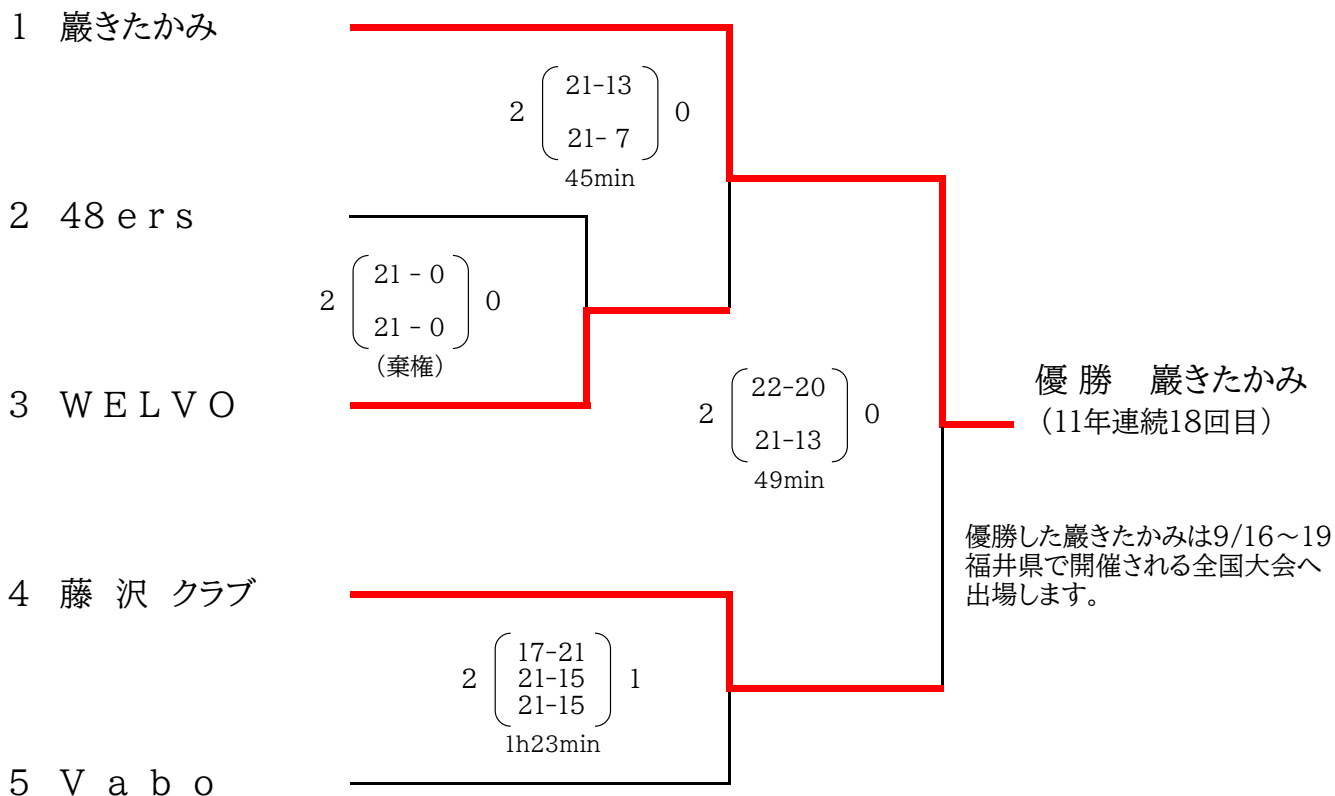 1 巖きたかみ
21-13
2 0
21- 7
45min
2 48ers
21 - 0
2 0
21 - 0
（棄権）
3 WELVO
22-20
2 0
21-13
49min
優 勝 巖きたかみ
（11年連続18回目）
優勝した巖きたかみは9/16～19
福井県で開催される全国大会へ
出場します。
4 藤 沢 クラブ
17-21
2 21-15 1
21-15
1h23min
5 Vabo